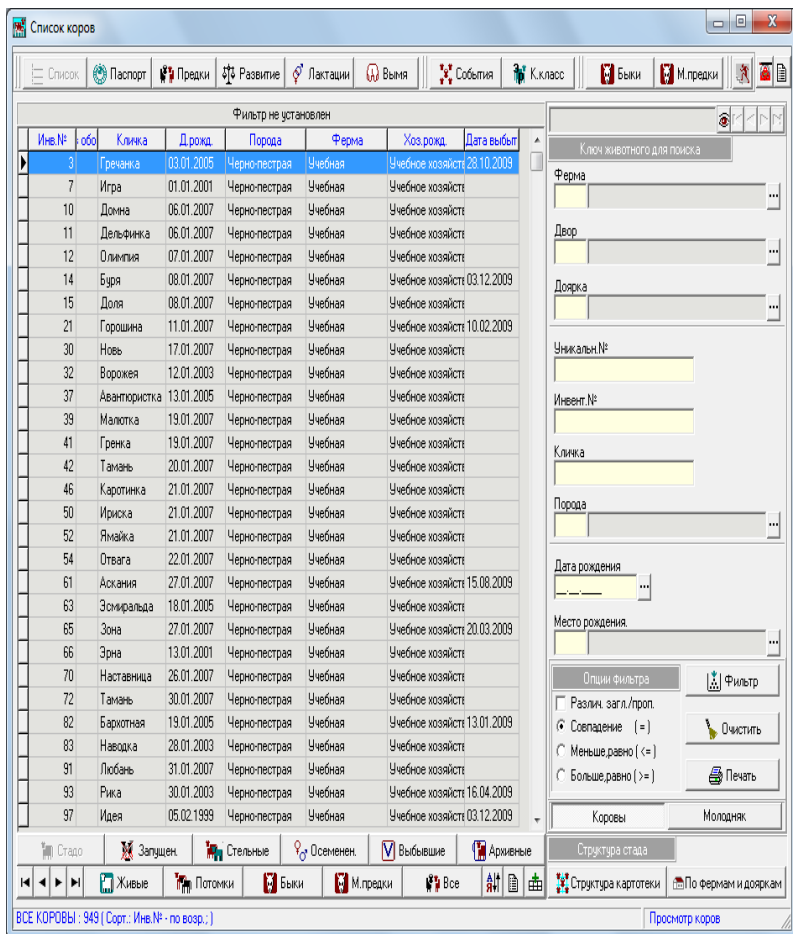 Список коров
Список Паспорт Предки Развитие Лактации Вымя События К.класс Быки М.предки
Фильтр не установлен
Инв.№ обо Кличка Д.рожд. Порода Ферма Хоз.рожд. Дата выбыт
3 Гречанка 03.01.2005 Черно-пестрая Учебная Учебное хозяйств 28.10.2009
7 Игра 01.01.2001 Черно-пестрая Учебная Учебное хозяйств
10 Домна 06.01.2007 Черно-пестрая Учебная Учебное хозяйств
11 Дельфинка 06.01.2007 Черно-пестрая Учебная Учебное хозяйств
12 Олимпия 07.01.2007 Черно-пестрая Учебная Учебное хозяйств
14 Буря 08.01.2007 Черно-пестрая Учебная Учебное хозяйств 03.12.2009
15 Доля 08.01.2007 Черно-пестрая Учебная Учебное хозяйств
21 Горошина 11.01.2007 Черно-пестрая Учебная Учебное хозяйств 10.02.2009
30 Новь 17.01.2007 Черно-пестрая Учебная Учебное хозяйств
32 Ворожея 12.01.2003 Черно-пестрая Учебная Учебное хозяйств
37 Авантюристка 13.01.2005 Черно-пестрая Учебная Учебное хозяйств
39 Малютка 19.01.2007 Черно-пестрая Учебная Учебное хозяйств
41 Гренка 19.01.2007 Черно-пестрая Учебная Учебное хозяйств
42 Тамань 20.01.2007 Черно-пестрая Учебная Учебное хозяйств
46 Каротинка 21.01.2007 Черно-пестрая Учебная Учебное хозяйств
50 Ириска 21.01.2007 Черно-пестрая Учебная Учебное хозяйств
52 Ямайка 21.01.2007 Черно-пестрая Учебная Учебное хозяйств
54 Отвага 22.01.2007 Черно-пестрая Учебная Учебное хозяйств
61 Аскания 27.01.2007 Черно-пестрая Учебная Учебное хозяйств 15.08.2009
63 Эсмиральда 18.01.2005 Черно-пестрая Учебная Учебное хозяйств
65 Зона 27.01.2007 Черно-пестрая Учебная Учебное хозяйств 20.03.2009
66 Эрна 13.01.2001 Черно-пестрая Учебная Учебное хозяйств
70 Наставница 26.01.2007 Черно-пестрая Учебная Учебное хозяйств
72 Тамань 30.01.2007 Черно-пестрая Учебная Учебное хозяйств
82 Бархотная 19.01.2005 Черно-пестрая Учебная Учебное хозяйств 13.01.2009
83 Наводка 28.01.2003 Черно-пестрая Учебная Учебное хозяйств
91 Любань 31.01.2007 Черно-пестрая Учебная Учебное хозяйств
93 Рика 30.01.2003 Черно-пестрая Учебная Учебное хозяйств 16.04.2009
97 Идея 05.02.1999 Черно-пестрая Учебная Учебное хозяйств 03.12.2009
Ключ животного для поиска
Ферма
...
Двор
...
Доярка
...
Уникальн.№
Инвент.№
Кличка
Порода
...
Дата рождения
__.__.____ ...
Место рождения.
...
Опции фильтра Фильтр
Различ. загл./проп.
Совпадение (=) Очистить
Меньше,равно (<=)
Больше,равно (>=) Печать
Коровы Молодняк
Стадо Запущен. Стельные Осеменен. Выбывшие Архивные Структура стада
Живые Потомки Быки М.предки Все Структура картотеки По фермам и дояркам
ВСЕ КОРОВЫ : 949 ( Сорт.: Инв.№ - по возр.; ) Просмотр коров